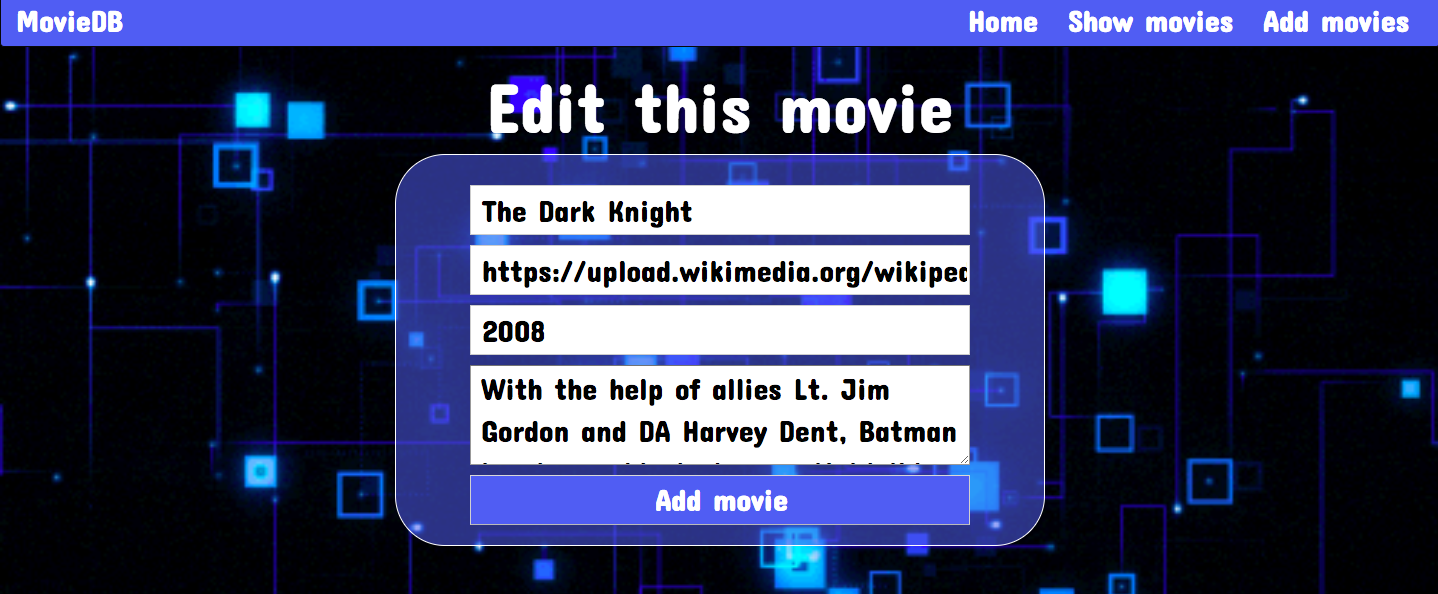 MovieDB
Home Show movies Add movies
Edit this movie
The Dark Knight
https://upload.wikimedia.org/wikiped
2008
With the help of allies Lt. Jim
Gordon and DA Harvey Dent, Batman
Add movie